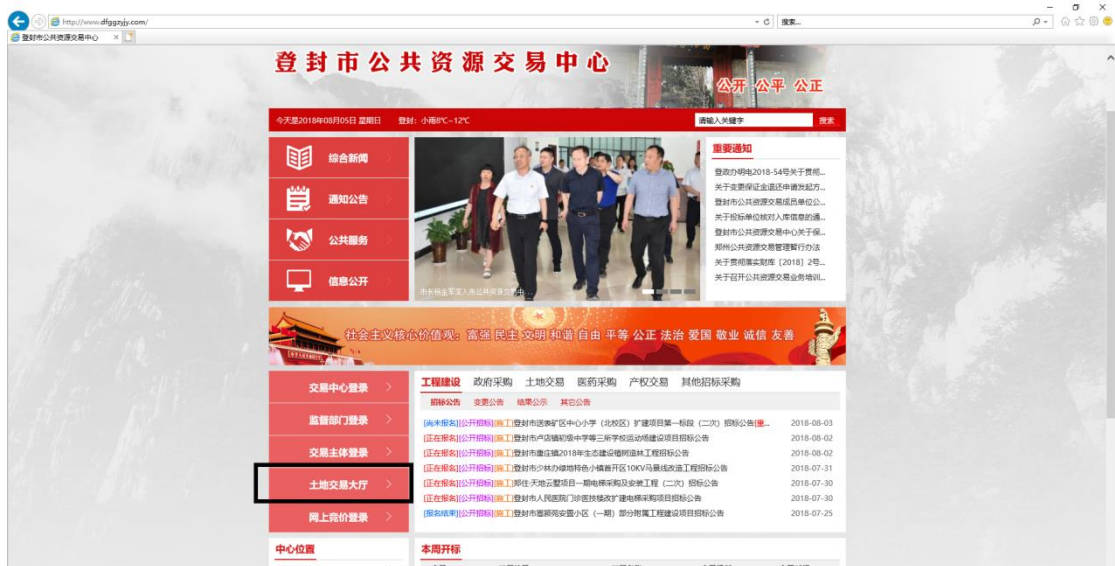 http://www.dfggzyjy.com/
搜索...
登封市公共资源交易中心
登封市公共资源交易中心
公开 公平 公正
今天是2018年08月05日 星期日 登封：小雨8℃~12℃
请输入关键字 搜索
综合新闻
通知公告
公共服务
信息公开
重要通知
登政办明电2018-54号关于贯彻...
关于变更保证金退还申请发起方...
登封市公共资源交易成员单位公...
关于投标单位核对入库信息的通...
登封市公共资源交易中心关于保...
郑州公共资源交易管理暂行办法
关于贯彻落实财库〔2018〕2号...
关于召开公共资源交易业务培训...
社会主义核心价值观：富强 民主 文明 和谐 自由 平等 公正 法治 爱国 敬业 诚信 友善
交易中心登录
监督部门登录
交易主体登录
土地交易大厅
网上竞价登录
工程建设 政府采购 土地交易 医药采购 产权交易 其他招标采购
招标公告 变更公告 结果公示 其它公告
[尚未报名][公开招标][施工]登封市送表矿区中心小学（北校区）扩建项目第一标段（二次）招标公告[重... 2018-08-03
[正在报名][公开招标][施工]登封市卢店镇初级中学等三所学校运动场建设项目招标公告 2018-08-02
[正在报名][公开招标][施工]登封市唐庄镇2018年生态建设植树造林工程招标公告 2018-08-02
[正在报名][公开招标][施工]登封市少林办绿地特色小镇首开区10KV马景线改造工程招标公告 2018-07-31
[正在报名][公开招标][施工]郑住·天地云墅项目一期电梯采购及安装工程（二次）招标公告 2018-07-30
[正在报名][公开招标][施工]登封市人民医院门诊医技楼改扩建电梯采购项目招标公告 2018-07-30
[报名结束][公开招标][施工]登封市嵩颍苑安置小区（一期）部分附属工程建设项目招标公告 2018-07-25
中心位置
本周开标